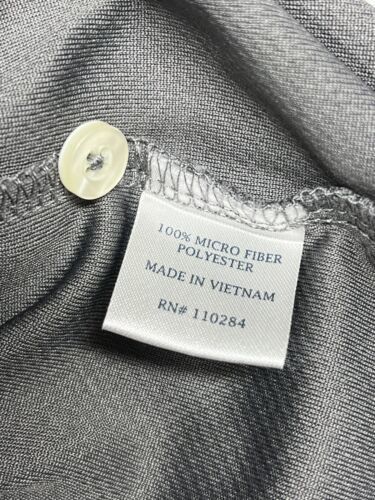 100% MICRO FIBER
POLYESTER
MADE IN VIETNAM
RN# 110284